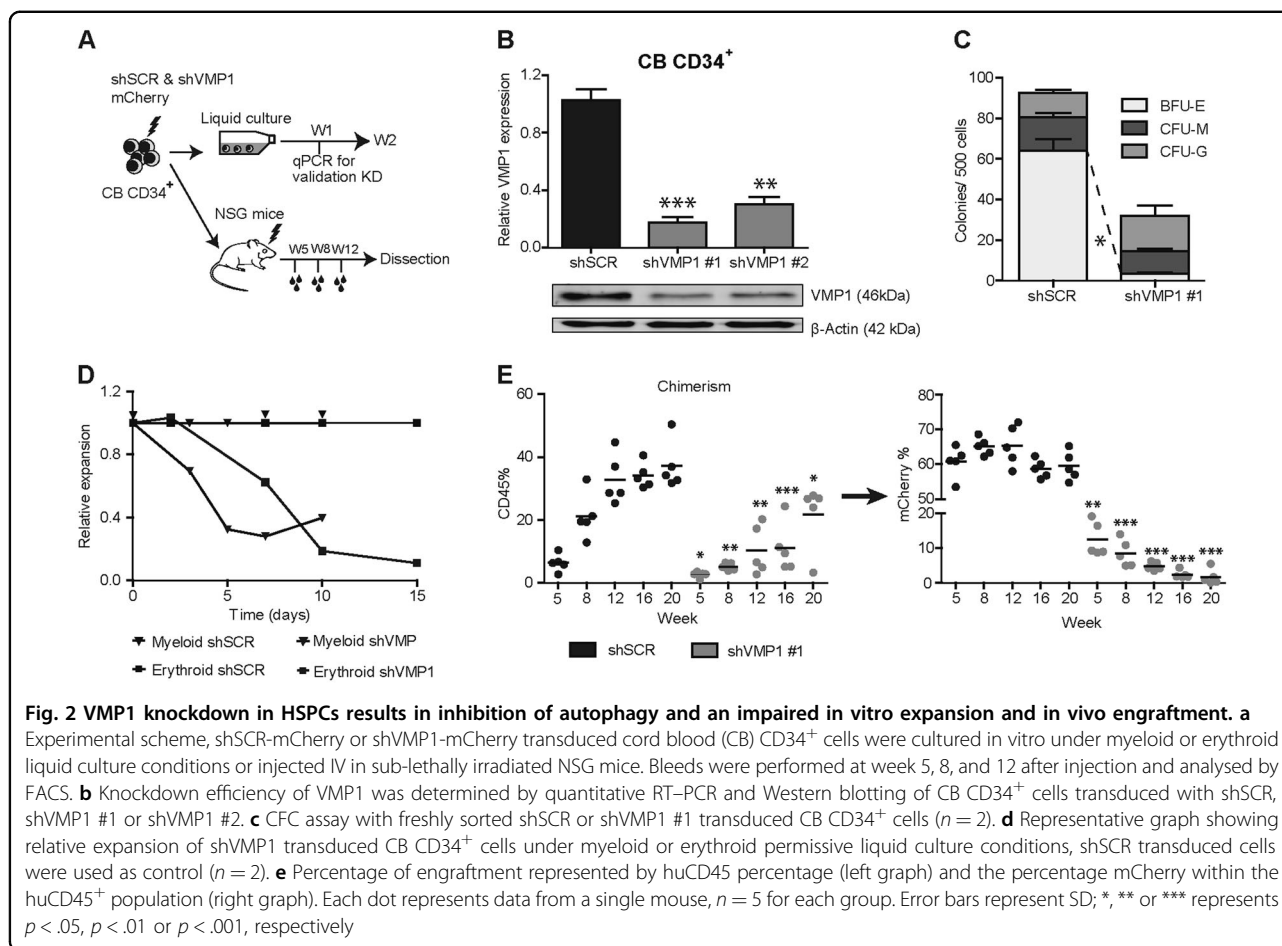 A
shSCR & shVMP1
mCherry
Liquid culture
W1
W2
qPCR for
validation KD
CB CD34+
NSG mice
W5 W8 W12
Dissection
B
CB CD34+
Relative VMP1 expression
1.2
0.8
0.4
0.0
***
**
shSCR
shVMP1 #1
shVMP1 #2
VMP1 (46kDa)
β-Actin (42 kDa)
C
Colonies/ 500 cells
100
80
60
40
20
0
*
BFU-E
CFU-M
CFU-G
shSCR
shVMP1 #1
D
Relative expansion
1.2
0.8
0.4
0.0
0 5 10 15
Time (days)
Myeloid shSCR
Myeloid shVMP
Erythroid shSCR
Erythroid shVMP1
E
Chimerism
CD45%
60
40
20
0
* ** ** *** *
5 8 12 16 20 5 8 12 16 20
Week
mCherry %
80
70
60
50
20
10
0
** *** *** *** ***
5 8 12 16 20 5 8 12 16 20
Week
shSCR
shVMP1 #1
Fig. 2 VMP1 knockdown in HSPCs results in inhibition of autophagy and an impaired in vitro expansion and in vivo engraftment. a
Experimental scheme, shSCR-mCherry or shVMP1-mCherry transduced cord blood (CB) CD34+ cells were cultured in vitro under myeloid or erythroid
liquid culture conditions or injected IV in sub-lethally irradiated NSG mice. Bleeds were performed at week 5, 8, and 12 after injection and analysed by
FACS. b Knockdown efficiency of VMP1 was determined by quantitative RT–PCR and Western blotting of CB CD34+ cells transduced with shSCR,
shVMP1 #1 or shVMP1 #2. c CFC assay with freshly sorted shSCR or shVMP1 #1 transduced CB CD34+ cells (n = 2). d Representative graph showing
relative expansion of shVMP1 transduced CB CD34+ cells under myeloid or erythroid permissive liquid culture conditions, shSCR transduced cells
were used as control (n = 2). e Percentage of engraftment represented by huCD45 percentage (left graph) and the percentage mCherry within the
huCD45+ population (right graph). Each dot represents data from a single mouse, n = 5 for each group. Error bars represent SD; *, ** or *** represents
p < .05, p < .01 or p < .001, respectively